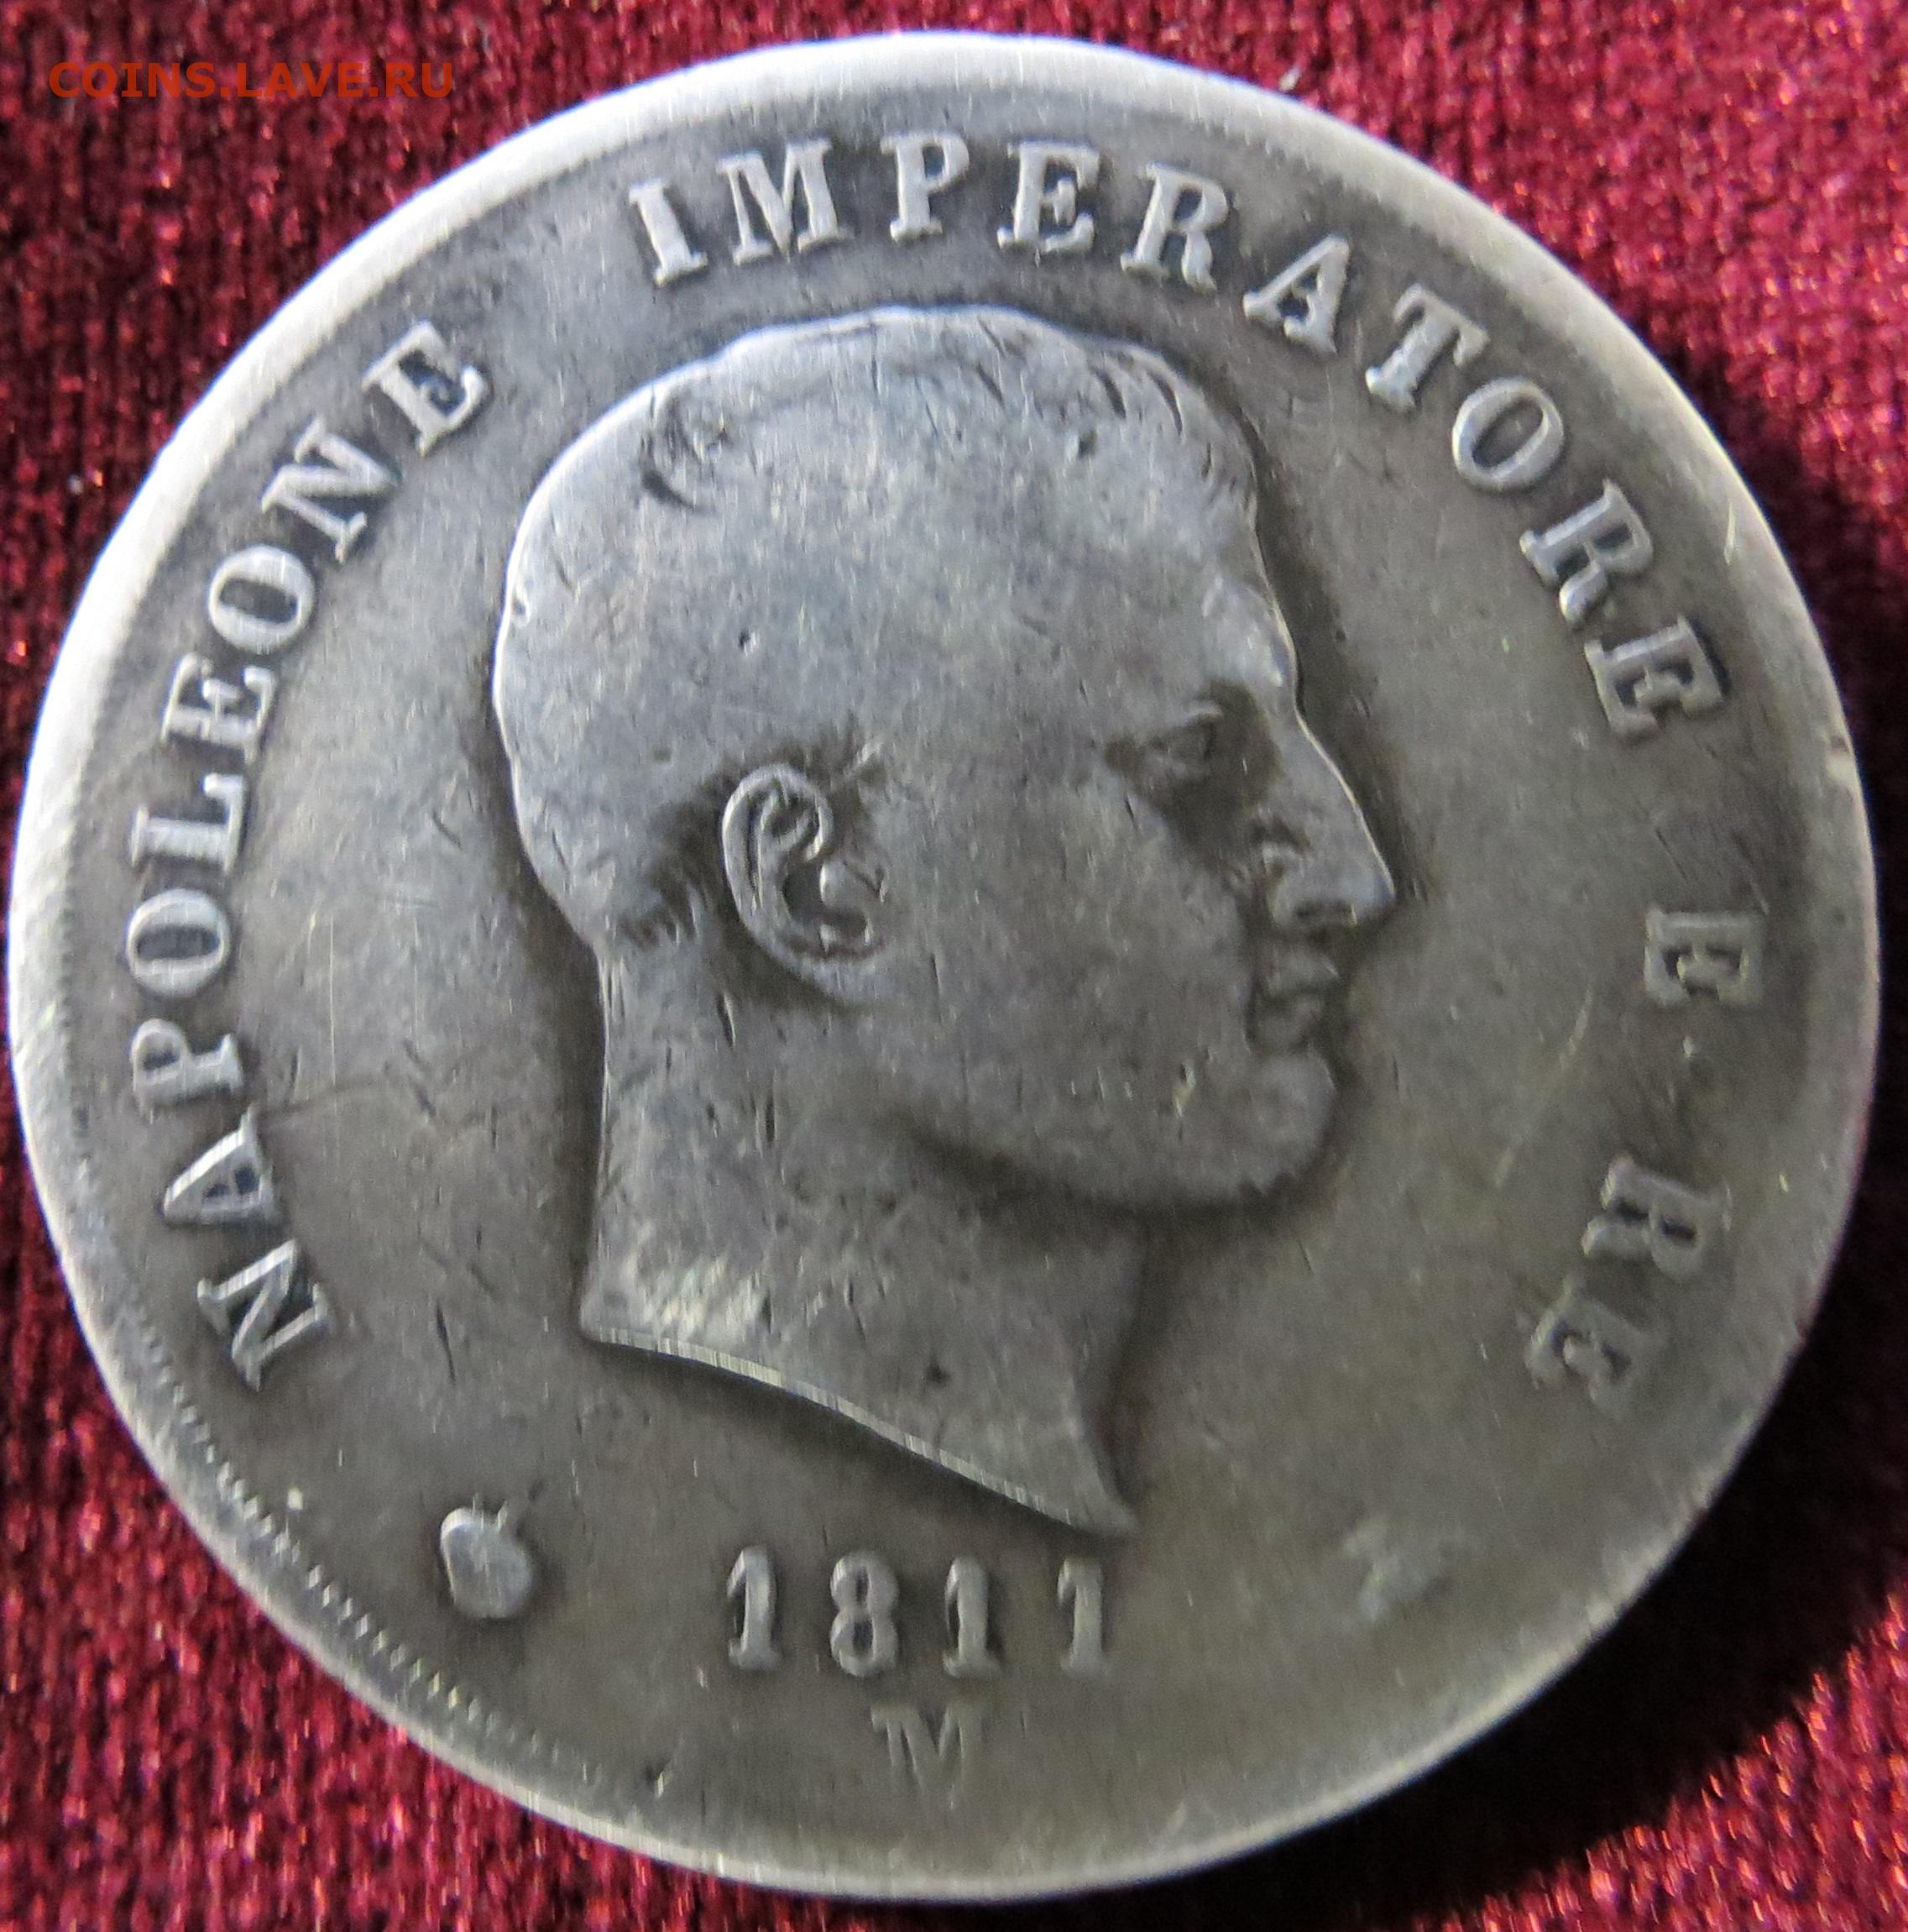 COINS.LAVE.RU
NAPOLEONE IMPERATORE E RE
1811
M